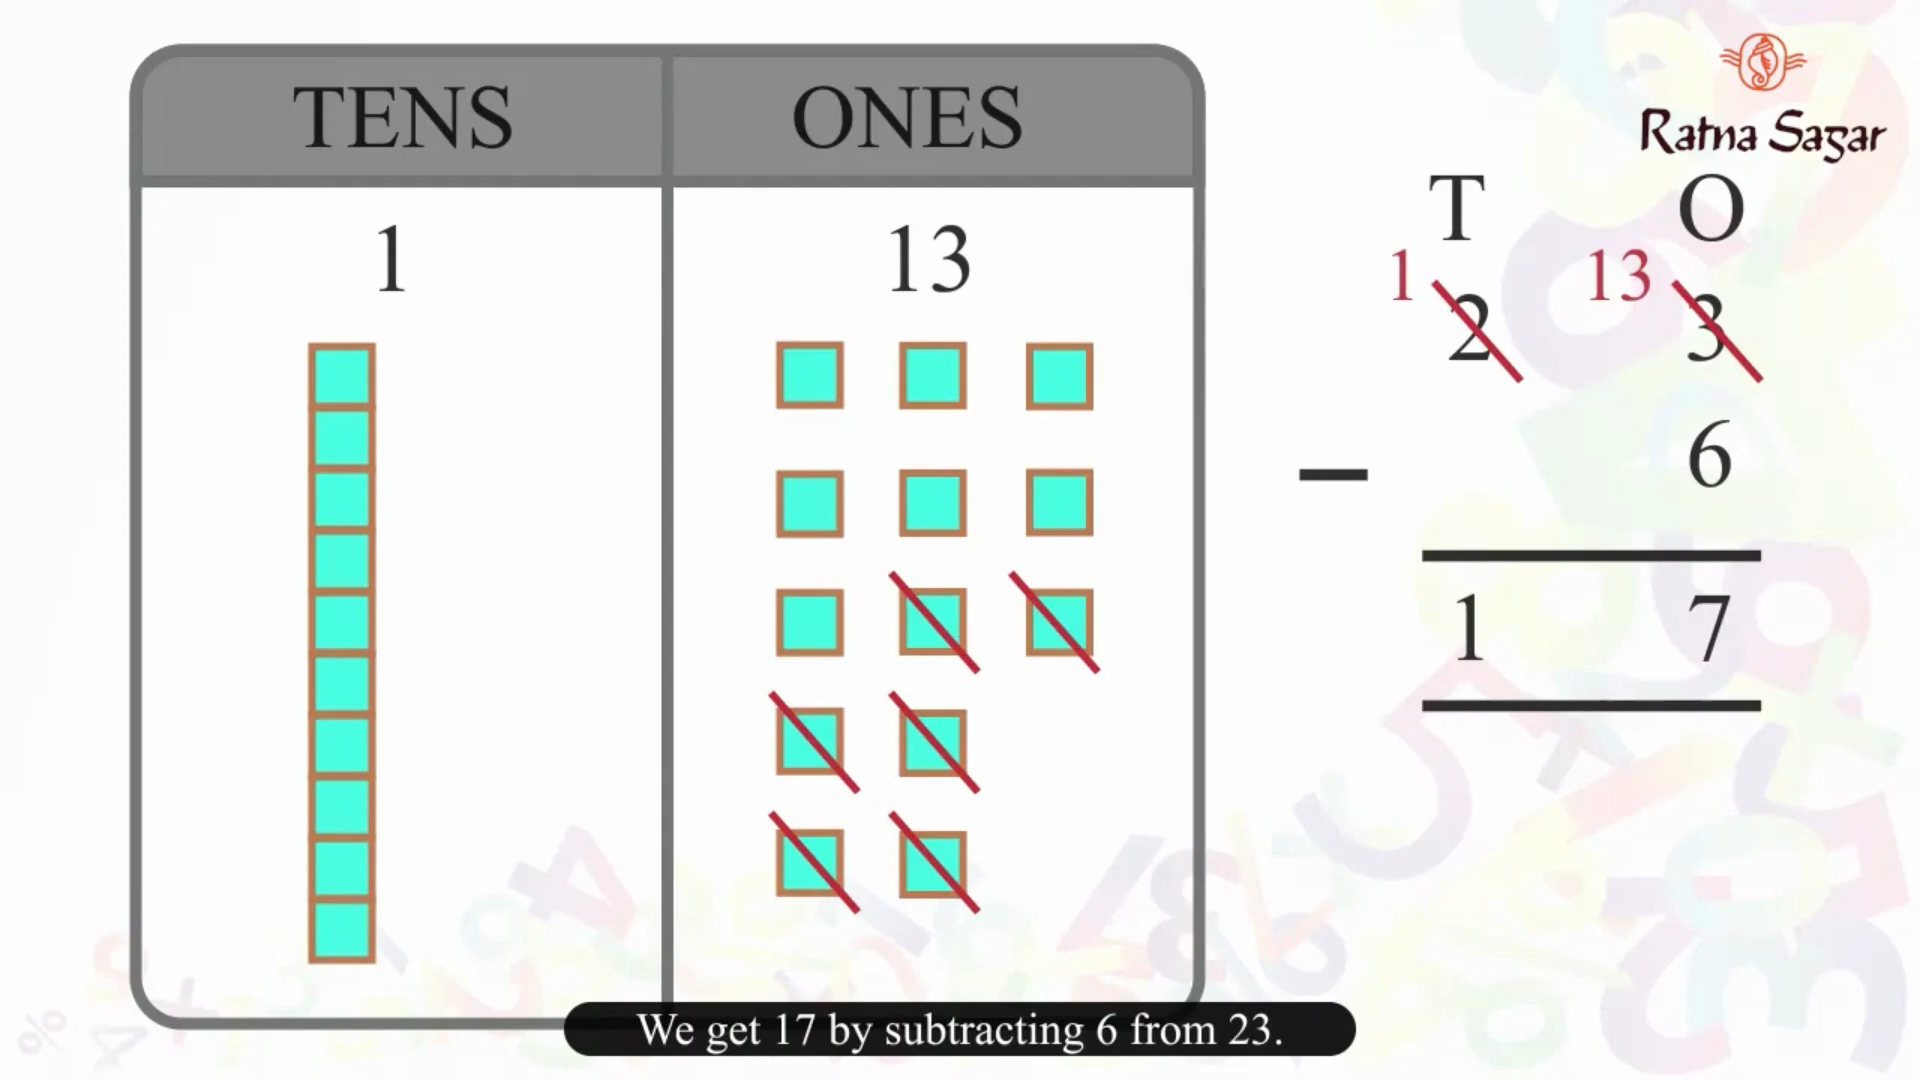 TENS ONES
1 13
Ratna Sagar
T O
1 2 13 3
– 6
1 7
We get 17 by subtracting 6 from 23.